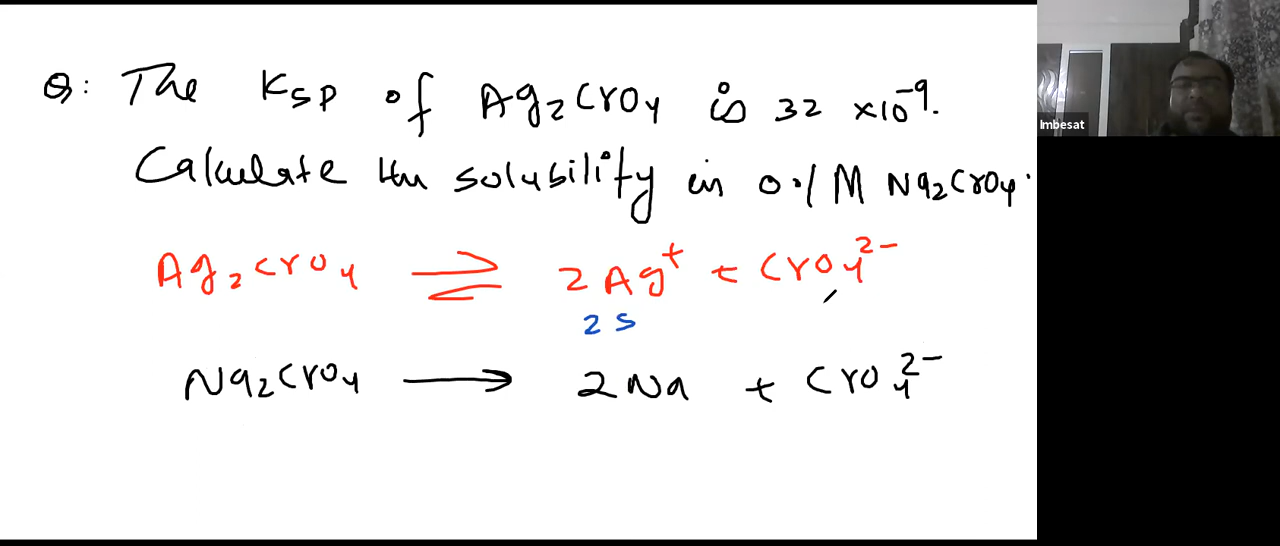 Q: The Ksp of Ag₂CrO₄ is 32 ×10⁻⁹.
Calculate the solubility in 0.1 M Na₂CrO₄.
Ag₂CrO₄ ⇌ 2Ag⁺ + CrO₄²⁻
2s
Na₂CrO₄ → 2Na + CrO₄²⁻
Imbesat